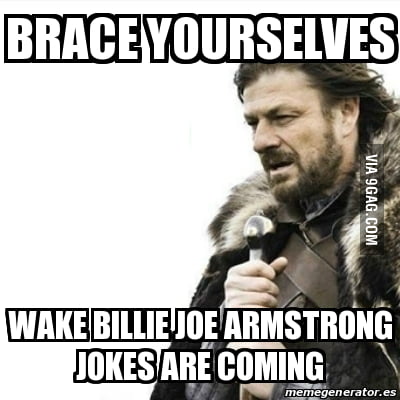 BRACE YOURSELVES
VIA 9GAG.COM
WAKE BILLIE JOE ARMSTRONG
JOKES ARE COMING
memegenerator.es